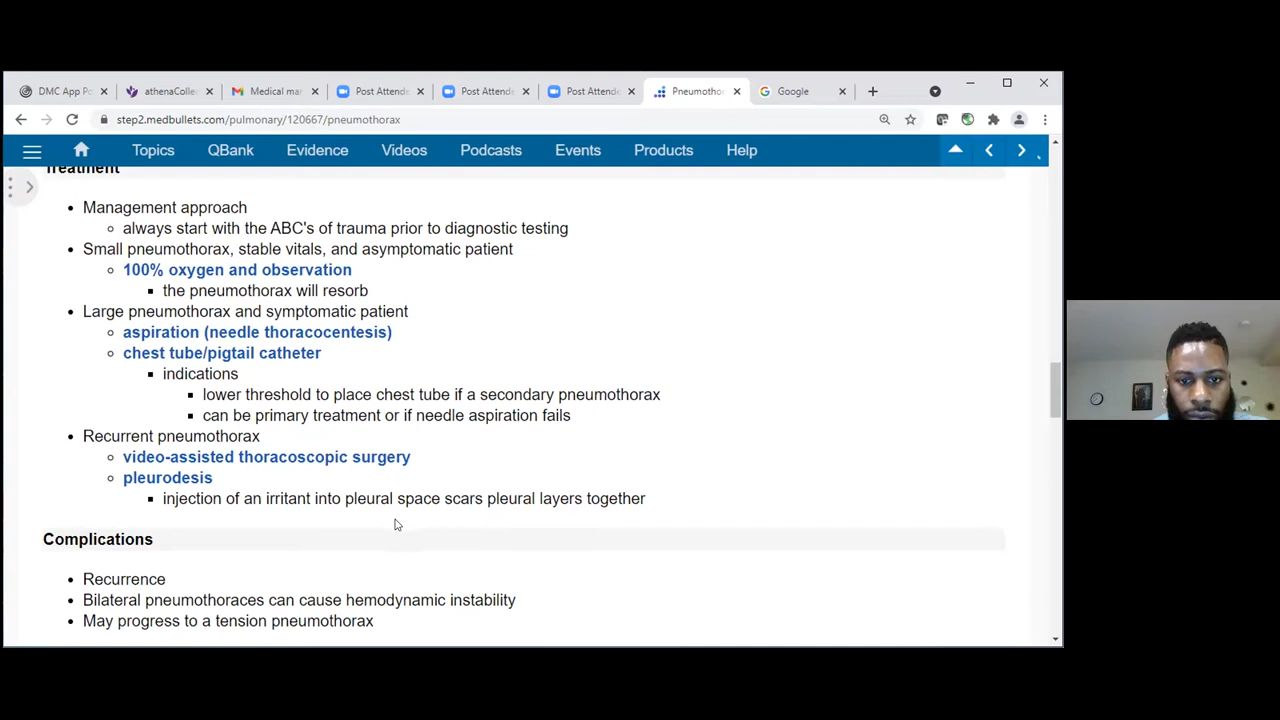 DMC App Po
athenaColle
Medical ma
Post Attende
Post Attende
Post Attende
Pneumotho
Google
step2.medbullets.com/pulmonary/120667/pneumothorax
Topics QBank Evidence Videos Podcasts Events Products Help
Treatment
Management approach
always start with the ABC's of trauma prior to diagnostic testing
Small pneumothorax, stable vitals, and asymptomatic patient
100% oxygen and observation
the pneumothorax will resorb
Large pneumothorax and symptomatic patient
aspiration (needle thoracocentesis)
chest tube/pigtail catheter
indications
lower threshold to place chest tube if a secondary pneumothorax
can be primary treatment or if needle aspiration fails
Recurrent pneumothorax
video-assisted thoracoscopic surgery
pleurodesis
injection of an irritant into pleural space scars pleural layers together
Complications
Recurrence
Bilateral pneumothoraces can cause hemodynamic instability
May progress to a tension pneumothorax